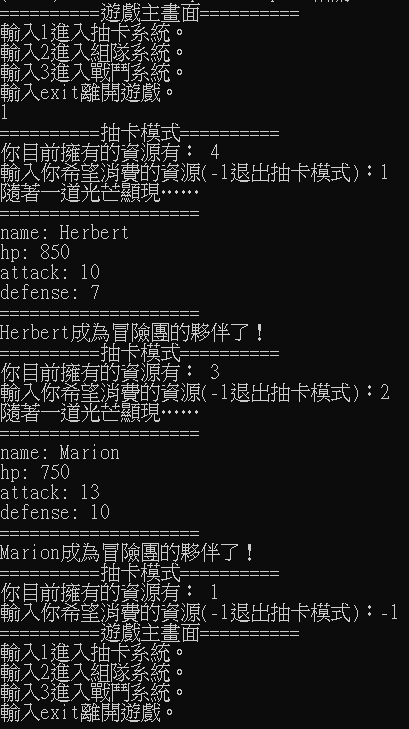 ==========遊戲主畫面==========
輸入1進入抽卡系統。
輸入2進入組隊系統。
輸入3進入戰鬥系統。
輸入exit離開遊戲。
1
==========抽卡模式==========
你目前擁有的資源有： 4
輸入你希望消費的資源(-1退出抽卡模式)：1
隨著一道光芒顯現……
====================
name: Herbert
hp: 850
attack: 10
defense: 7
====================
Herbert成為冒險團的夥伴了！
==========抽卡模式==========
你目前擁有的資源有： 3
輸入你希望消費的資源(-1退出抽卡模式)：2
隨著一道光芒顯現……
====================
name: Marion
hp: 750
attack: 13
defense: 10
====================
Marion成為冒險團的夥伴了！
==========抽卡模式==========
你目前擁有的資源有： 1
輸入你希望消費的資源(-1退出抽卡模式)：-1
==========遊戲主畫面==========
輸入1進入抽卡系統。
輸入2進入組隊系統。
輸入3進入戰鬥系統。
輸入exit離開遊戲。